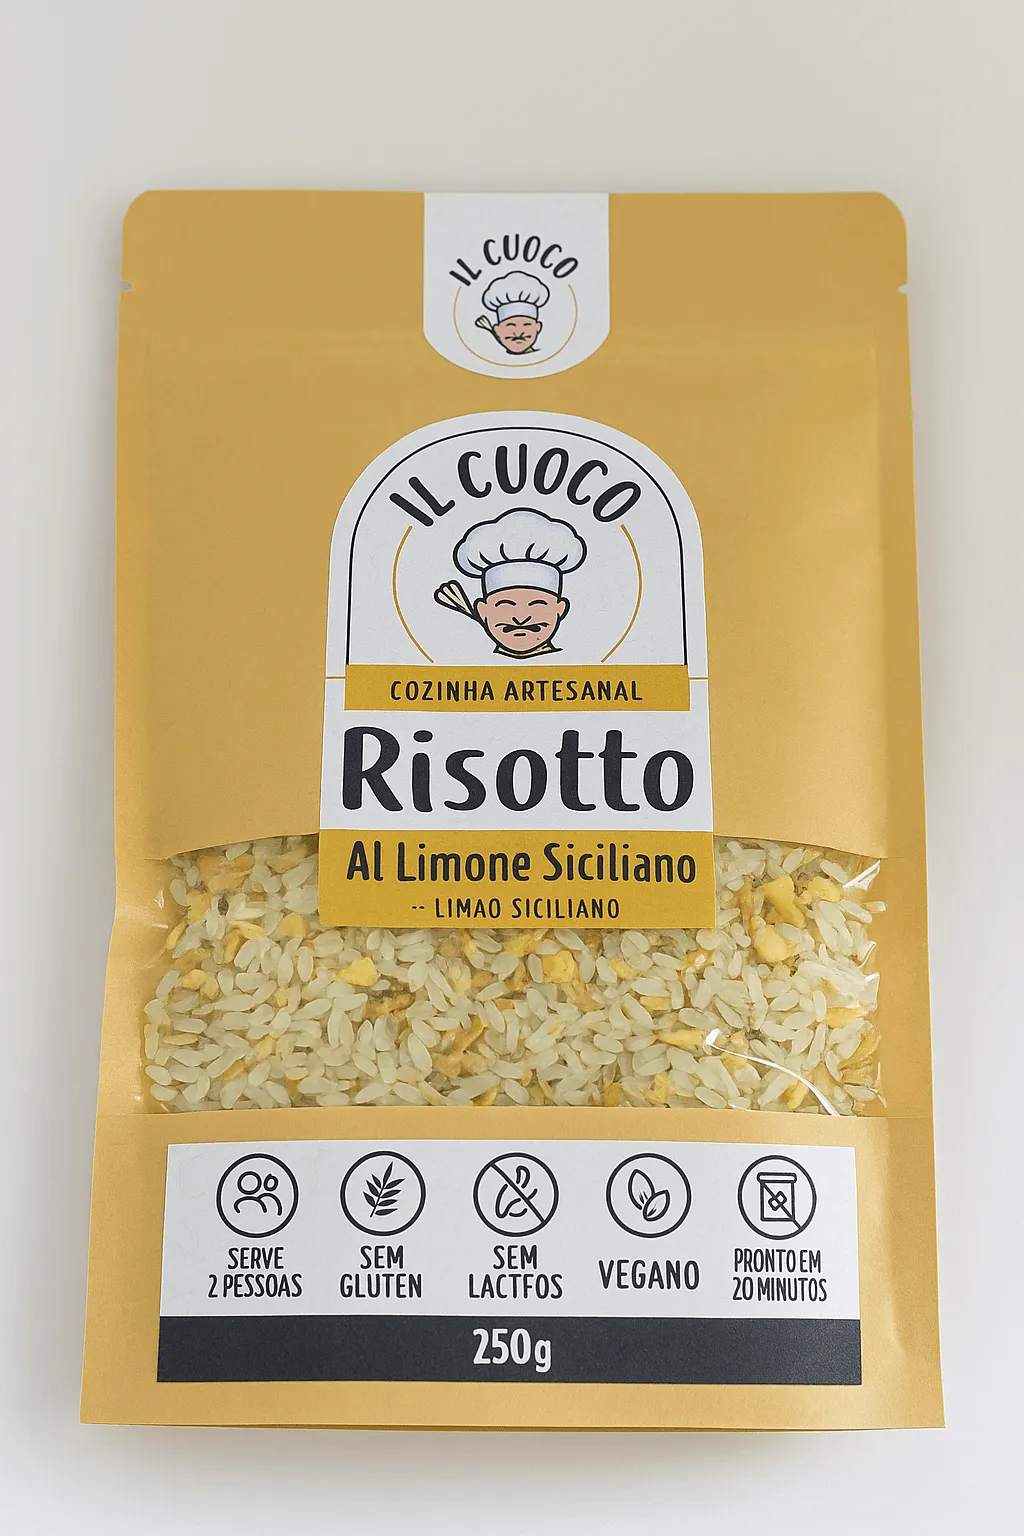 IL CUOCO
IL CUOCO
COZINHA ARTESANAL
Risotto
Al Limone Siciliano
-- LIMAO SICILIANO
SERVE
2 PESSOAS
SEM
GLUTEN
SEM
LACTFOS
VEGANO
PRONTO EM
20 MINUTOS
250g